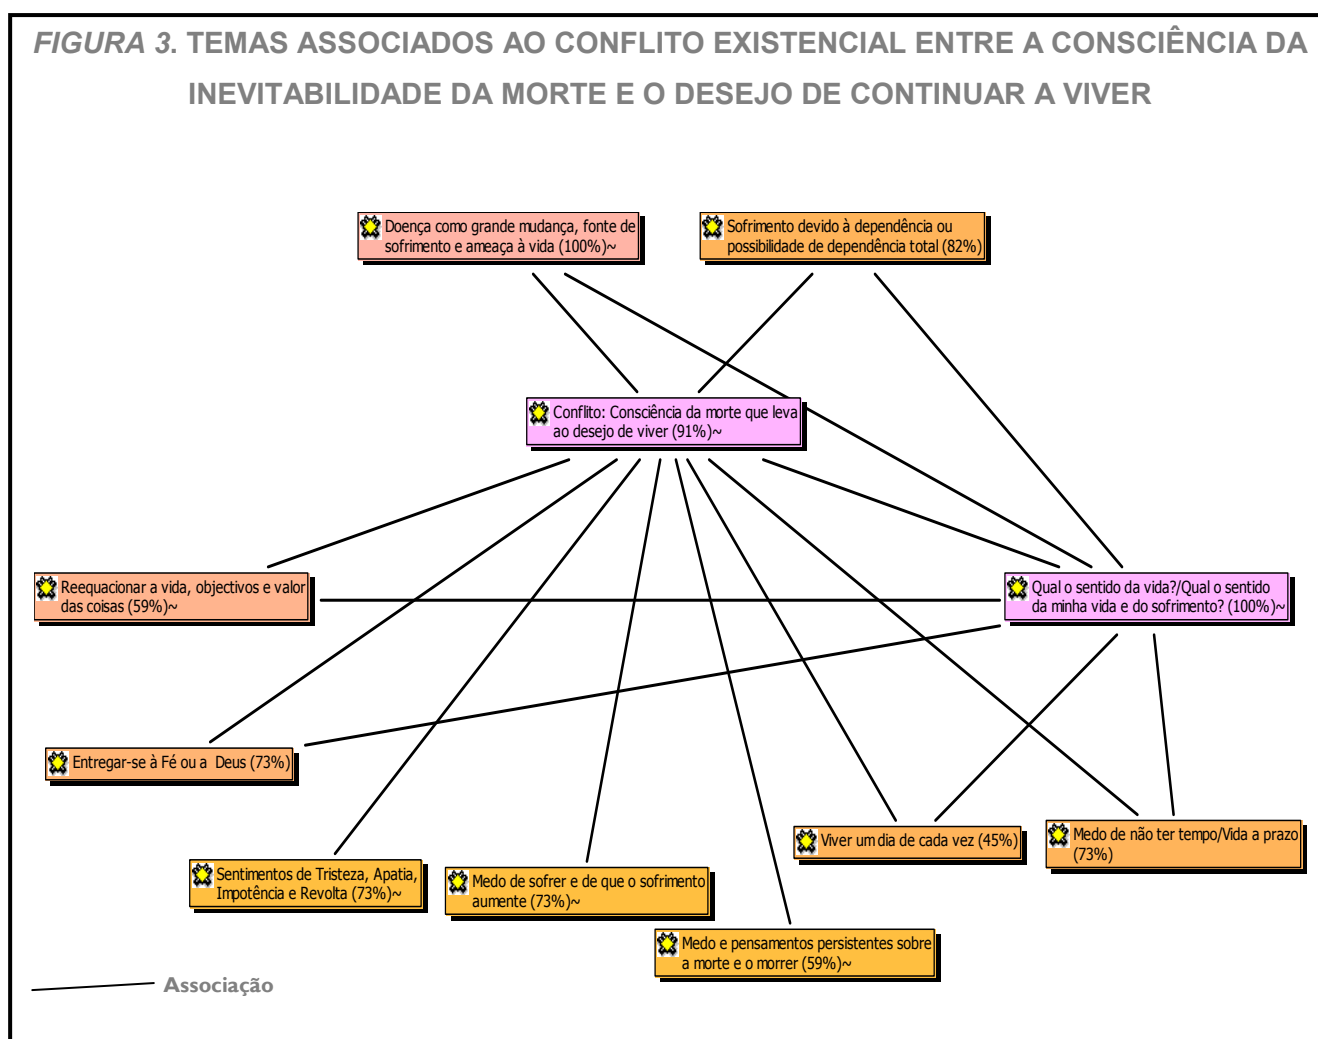 FIGURA 3. TEMAS ASSOCIADOS AO CONFLITO EXISTENCIAL ENTRE A CONSCIÊNCIA DA
INEVITABILIDADE DA MORTE E O DESEJO DE CONTINUAR A VIVER
Doença como grande mudança, fonte de
sofrimento e ameaça à vida (100%)~
Sofrimento devido à dependência ou
possibilidade de dependência total (82%)
Conflito: Consciência da morte que leva
ao desejo de viver (91%)~
Reequacionar a vida, objectivos e valor
das coisas (59%)~
Qual o sentido da vida?/Qual o sentido
da minha vida e do sofrimento? (100%)~
Entregar-se à Fé ou a Deus (73%)
Viver um dia de cada vez (45%)
Medo de não ter tempo/Vida a prazo
(73%)
Sentimentos de Tristeza, Apatia,
Impotência e Revolta (73%)~
Medo de sofrer e de que o sofrimento
aumente (73%)~
Medo e pensamentos persistentes sobre
a morte e o morrer (59%)~
Associação